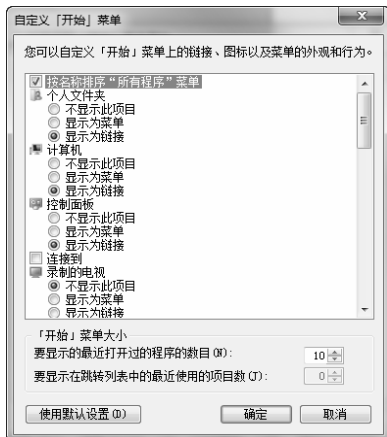 自定义「开始」菜单
您可以自定义「开始」菜单上的链接、图标以及菜单的外观和行为。
按名称排序“所有程序”菜单
个人文件夹
不显示此项目
显示为菜单
显示为链接
计算机
不显示此项目
显示为菜单
显示为链接
控制面板
不显示此项目
显示为菜单
显示为链接
连接到
录制的电视
不显示此项目
显示为菜单
显示为链接
「开始」菜单大小
要显示的最近打开过的程序的数目(N): 10
要显示在跳转列表中的最近使用的项目数(J): 0
使用默认设置(D) 确定 取消